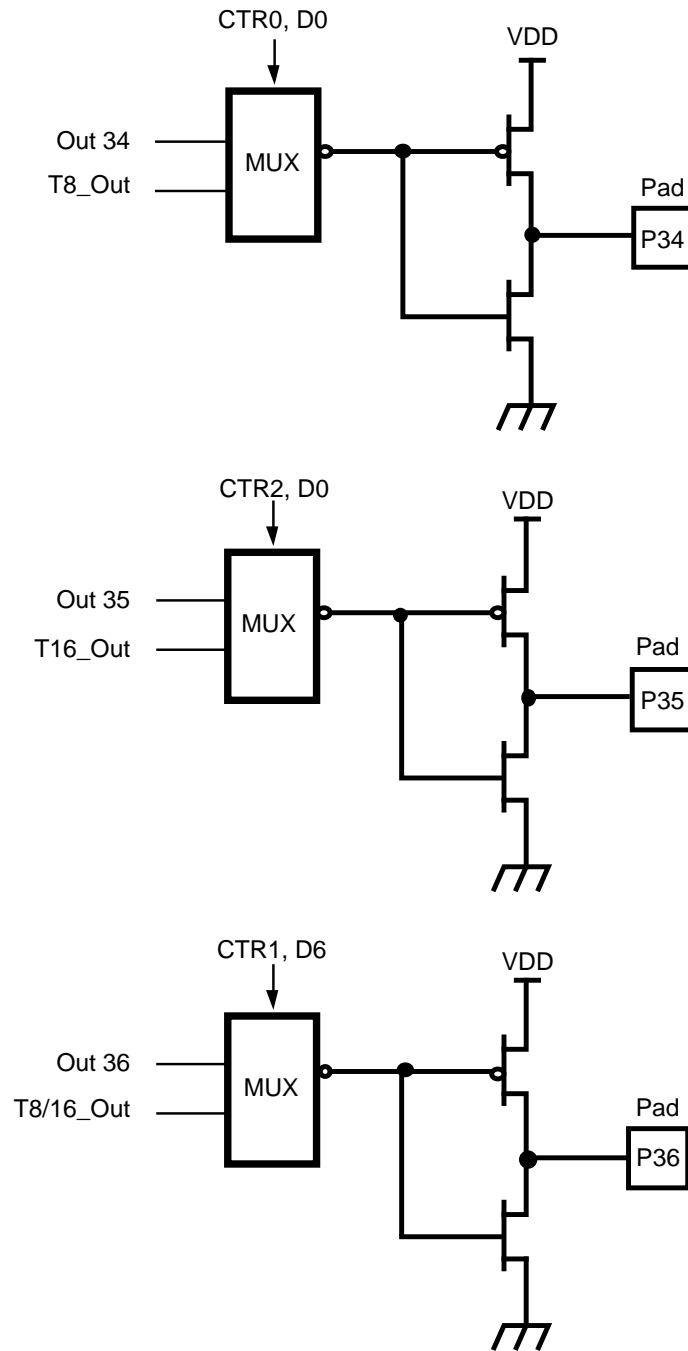 CTR0, D0
VDD
Out 34
MUX
T8_Out
Pad
P34
CTR2, D0
VDD
Out 35
MUX
T16_Out
Pad
P35
CTR1, D6
VDD
Out 36
MUX
T8/16_Out
Pad
P36